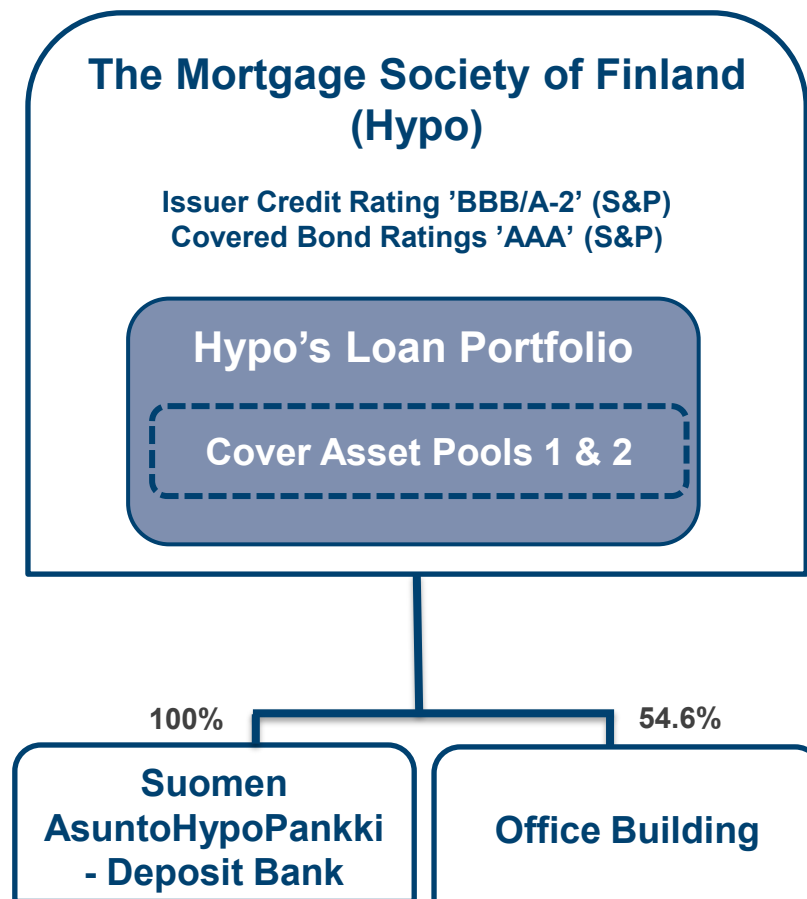 The Mortgage Society of Finland
(Hypo)
Issuer Credit Rating ’BBB/A-2’ (S&P)
Covered Bond Ratings ’AAA’ (S&P)
Hypo’s Loan Portfolio
Cover Asset Pools 1 & 2
100%
54.6%
Suomen
AsuntoHypoPankki
- Deposit Bank
Office Building